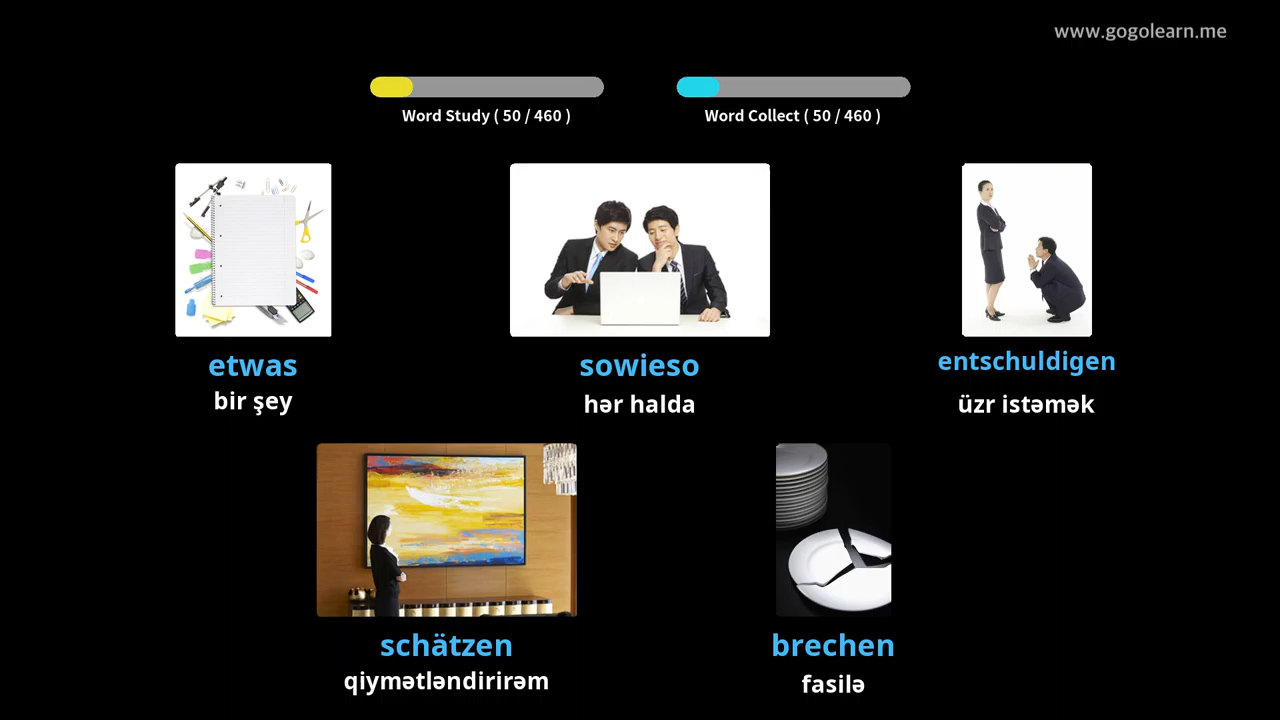 www.gogolearn.me
Word Study ( 50 / 460 )
Word Collect ( 50 / 460 )
etwas
bir şey
sowieso
hər halda
entschuldigen
üzr istəmək
schätzen
qiymətləndirirəm
brechen
fasilə